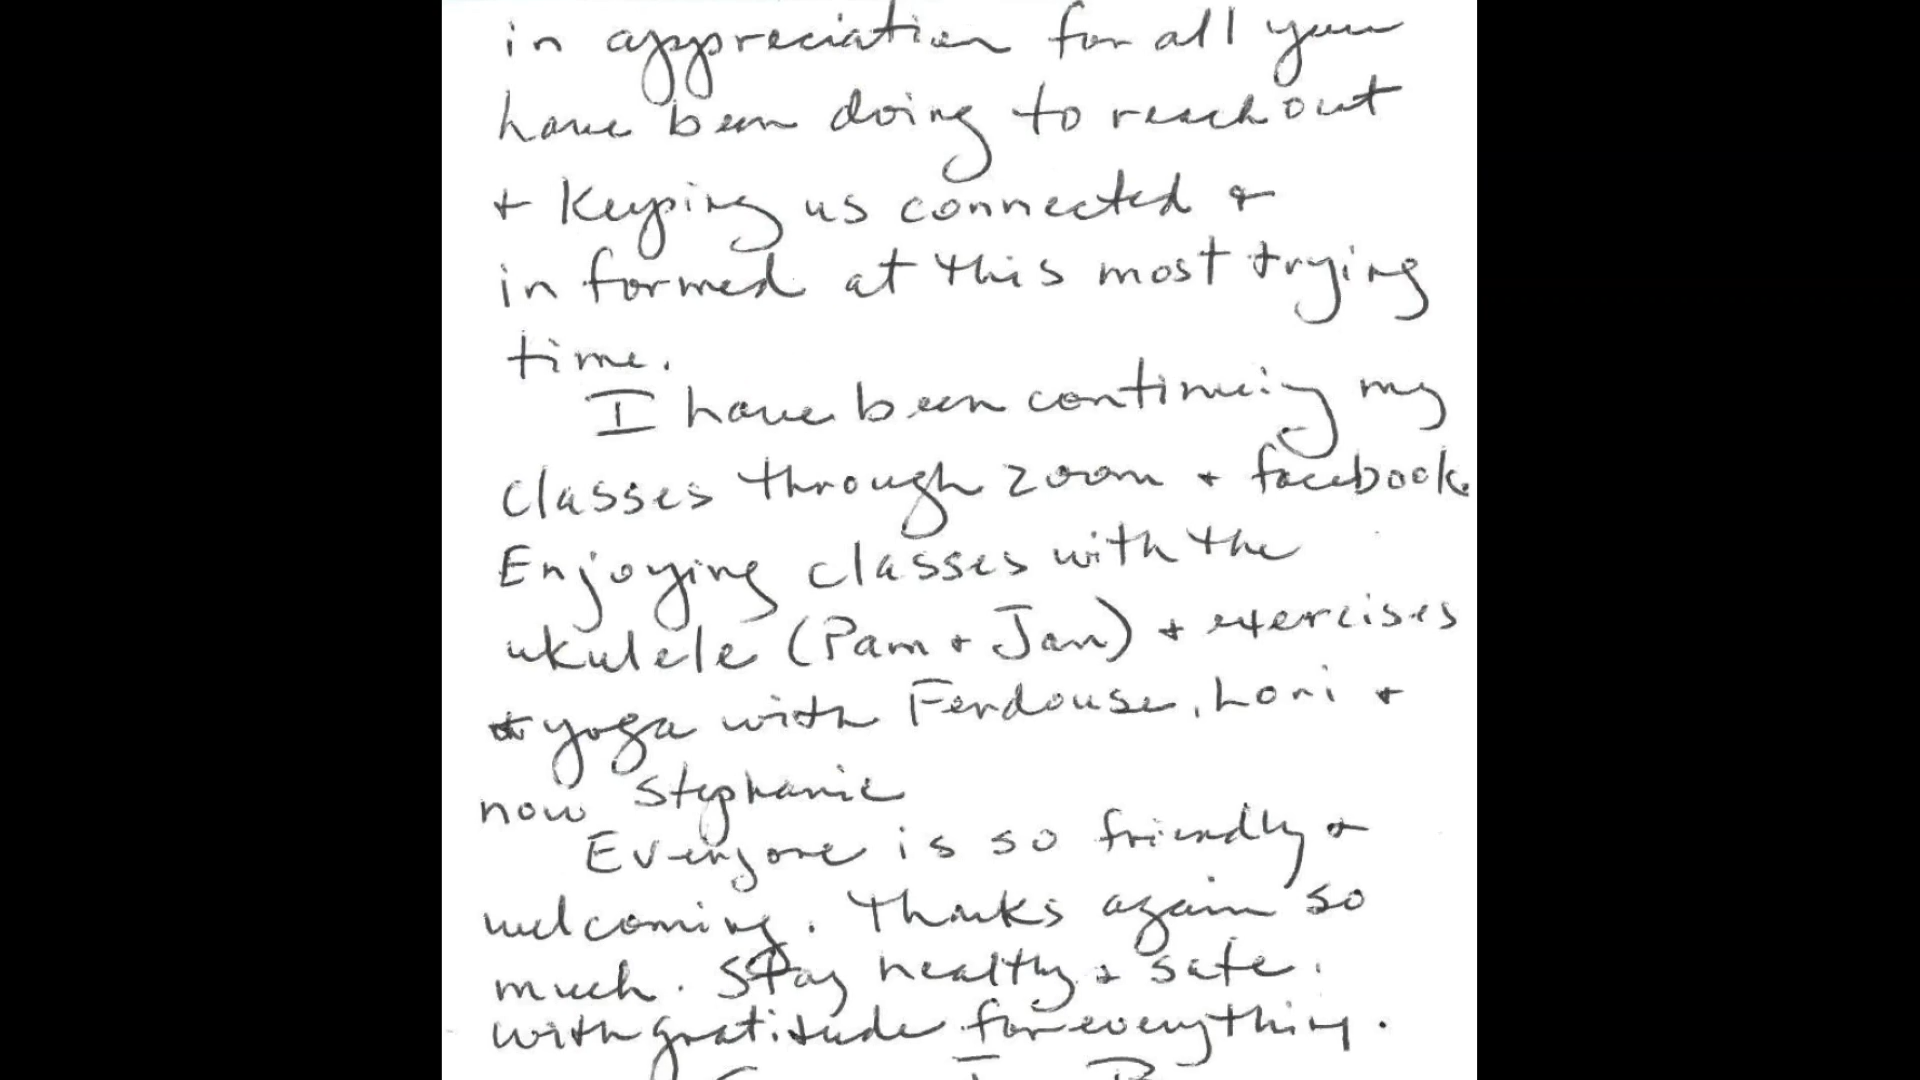 in appreciation for all you
have been doing to reach out
+ keeping us connected +
informed at this most trying
time.
I have been continuing my
classes through zoom + facebook.
Enjoying classes with the
ukulele (Pam + Jan) + exercises
+ yoga with Ferdouse, Lori +
now Stephanie
Everyone is so friendly +
welcoming. Thanks again so
much. Stay healthy + safe.
with gratitude for everything.